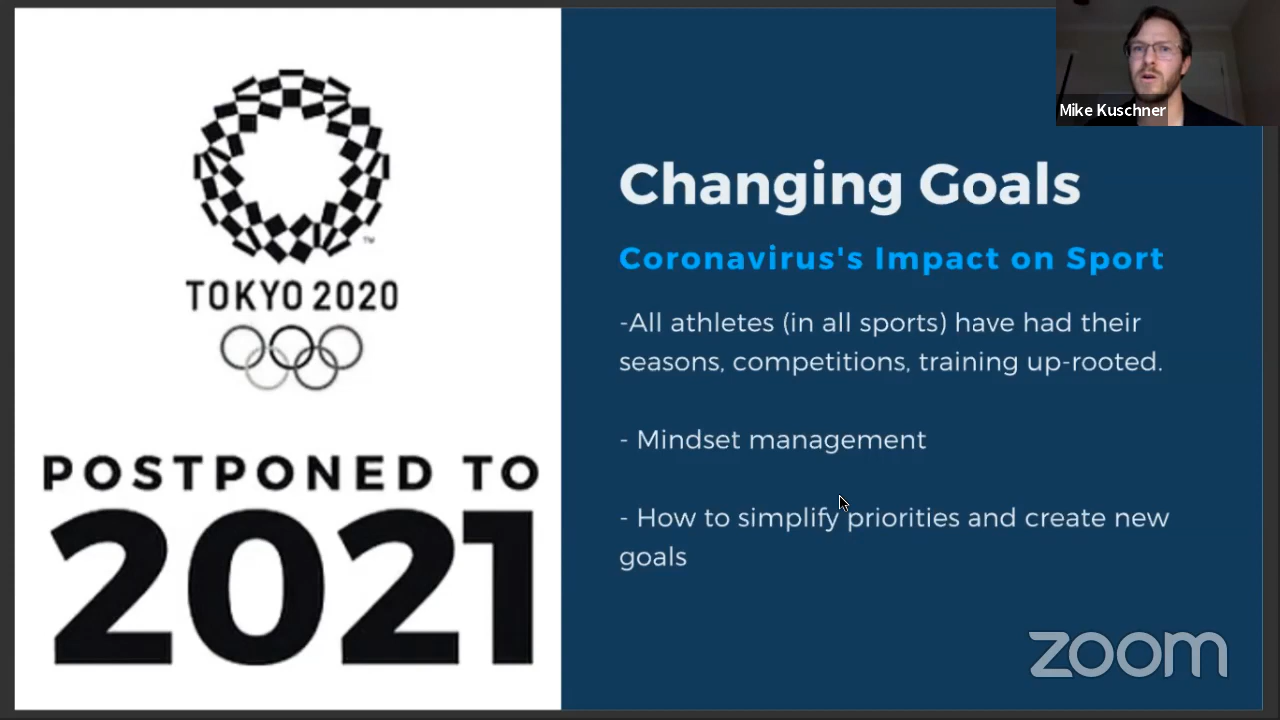 TOKYO 2020
POSTPONED TO
2021
Mike Kuschner
Changing Goals
Coronavirus's Impact on Sport
-All athletes (in all sports) have had their
seasons, competitions, training up-rooted.
- Mindset management
- How to simplify priorities and create new
goals
zoom
TM